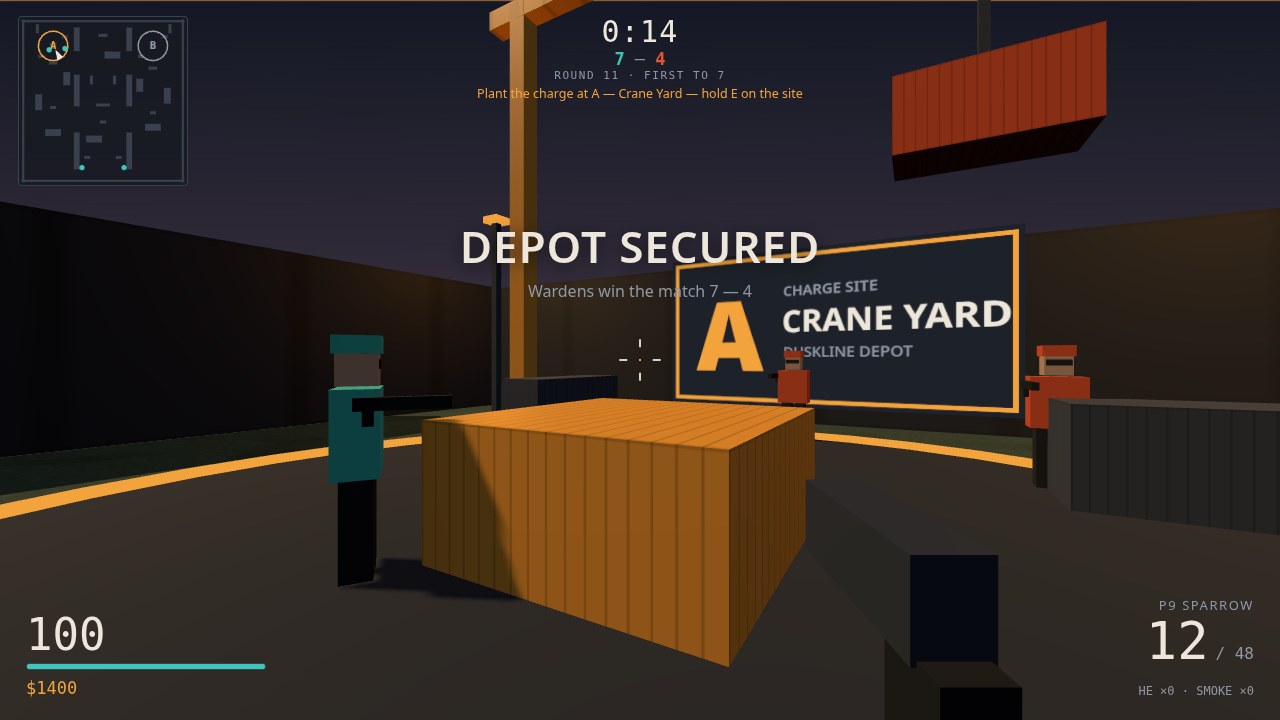 A
B
0:14
7 — 4
ROUND 11 · FIRST TO 7
Plant the charge at A — Crane Yard — hold E on the site
DEPOT SECURED
Wardens win the match 7 — 4
A
CHARGE SITE
CRANE YARD
DUSKLINE DEPOT
100
$1400
P9 SPARROW
12 / 48
HE ×0 · SMOKE ×0